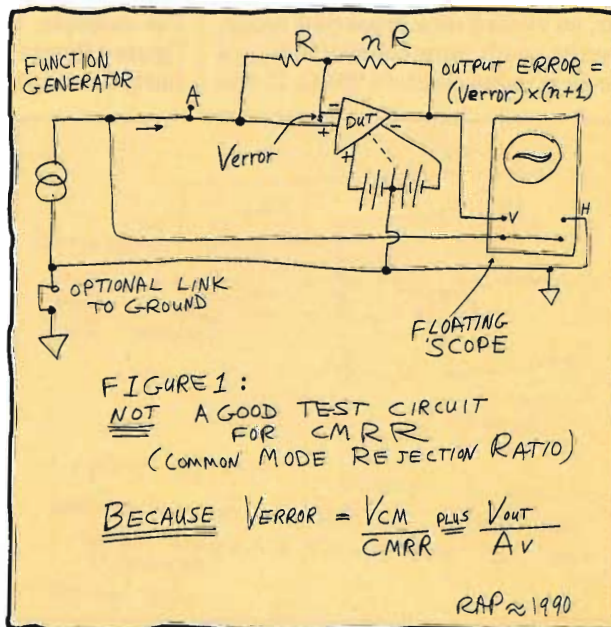 R
nR
FUNCTION
GENERATOR
OUTPUT ERROR =
(Verror)×(n+1)
A
-
+
DUT
-
+
Verror
V
H
OPTIONAL LINK
TO GROUND
FLOATING
'SCOPE
FIGURE 1:
NOT A GOOD TEST CIRCUIT
FOR CMRR
(COMMON MODE REJECTION RATIO)
BECAUSE VERROR = VCM/CMRR PLUS VOUT/AV
RAP ≈ 1990